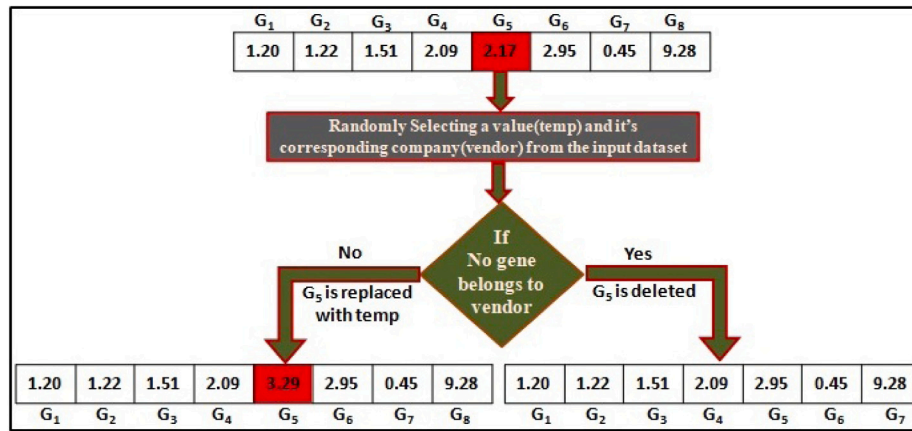 G₁ G₂ G₃ G₄ G₅ G₆ G₇ G₈
1.20 1.22 1.51 2.09 2.17 2.95 0.45 9.28
Randomly Selecting a value(temp) and it's
corresponding company(vendor) from the input dataset
If
No gene
belongs to
vendor
No
G₅ is replaced
with temp
Yes
G₅ is deleted
1.20 1.22 1.51 2.09 3.29 2.95 0.45 9.28
G₁ G₂ G₃ G₄ G₅ G₆ G₇ G₈
1.20 1.22 1.51 2.09 2.95 0.45 9.28
G₁ G₂ G₃ G₄ G₅ G₆ G₇